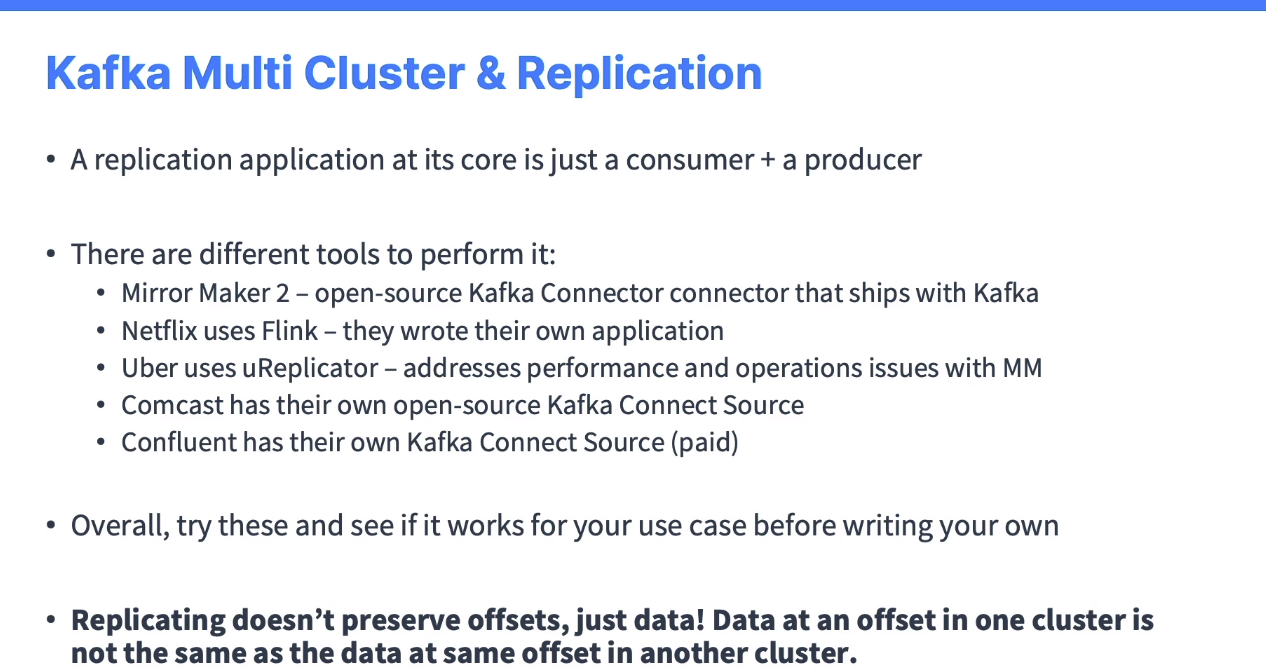 Kafka Multi Cluster & Replication
• A replication application at its core is just a consumer + a producer
• There are different tools to perform it:
• Mirror Maker 2 – open-source Kafka Connector connector that ships with Kafka
• Netflix uses Flink – they wrote their own application
• Uber uses uReplicator – addresses performance and operations issues with MM
• Comcast has their own open-source Kafka Connect Source
• Confluent has their own Kafka Connect Source (paid)
• Overall, try these and see if it works for your use case before writing your own
• Replicating doesn’t preserve offsets, just data! Data at an offset in one cluster is
not the same as the data at same offset in another cluster.